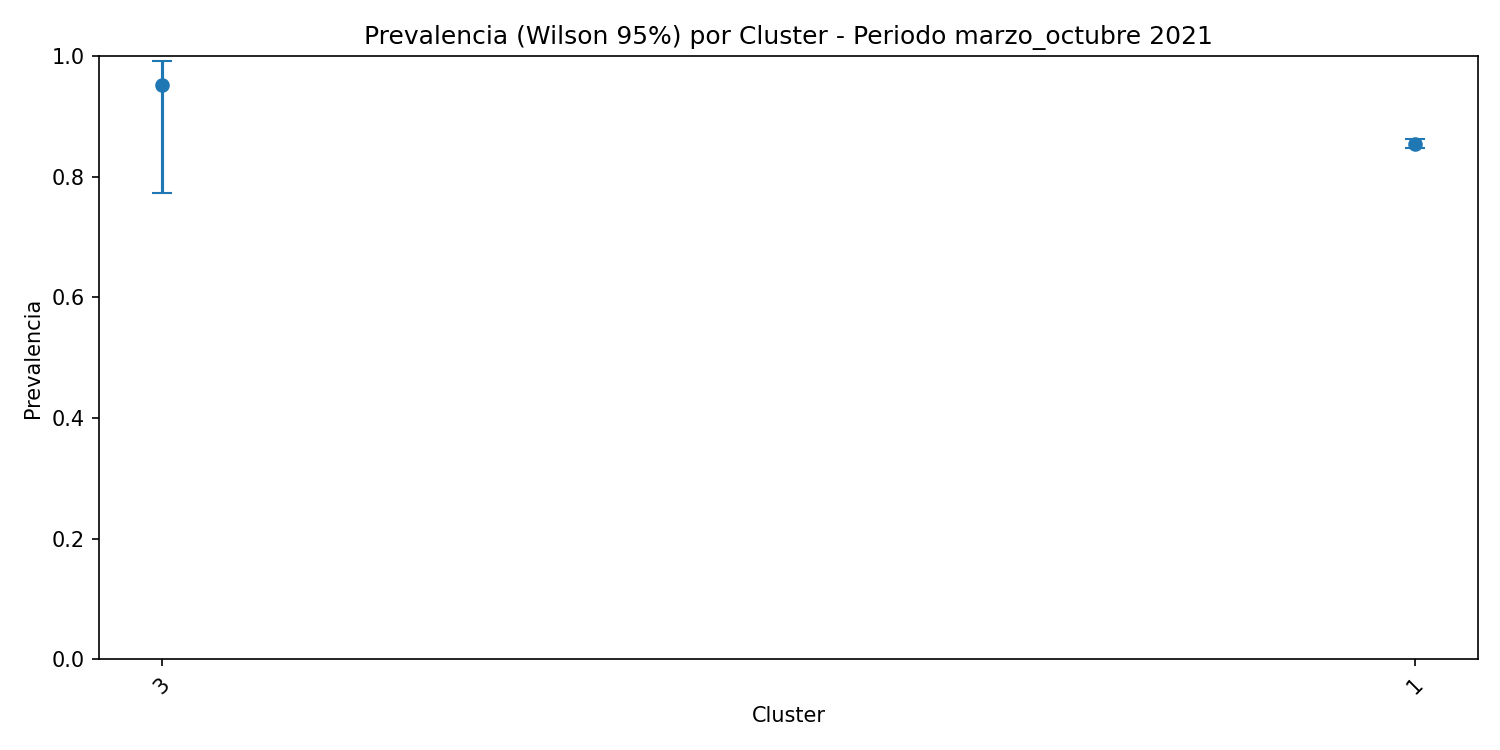 Prevalencia (Wilson 95%) por Cluster - Periodo marzo_octubre 2021
1.0
0.8
0.6
0.4
0.2
0.0
Prevalencia
3
1
Cluster